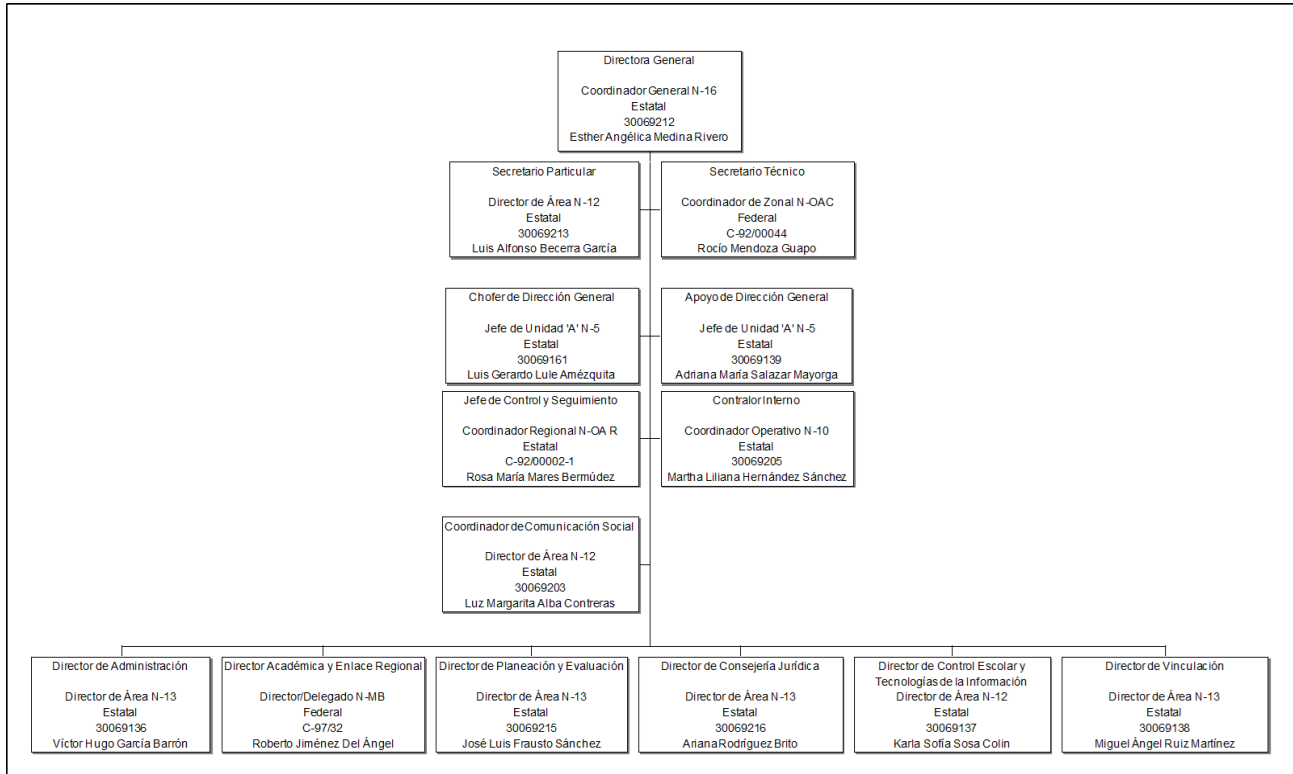 Directora General
Coordinador General N-16
Estatal
30069212
Esther Angélica Medina Rivero
Secretario Particular
Director de Área N-12
Estatal
30069213
Luis Alfonso Becerra García
Secretario Técnico
Coordinador de Zonal N-OAC
Federal
C-92/00044
Rocío Mendoza Guapo
Chofer de Dirección General
Jefe de Unidad 'A' N-5
Estatal
30069161
Luis Gerardo Lule Amézquita
Apoyo de Dirección General
Jefe de Unidad 'A' N-5
Estatal
30069139
Adriana María Salazar Mayorga
Jefe de Control y Seguimiento
Coordinador Regional N-OA R
Estatal
C-92/00002-1
Rosa María Mares Bermúdez
Contralor Interno
Coordinador Operativo N-10
Estatal
30069205
Martha Liliana Hernández Sánchez
Coordinador de Comunicación Social
Director de Área N-12
Estatal
30069203
Luz Margarita Alba Contreras
Director de Administración
Director de Área N-13
Estatal
30069136
Víctor Hugo García Barrón
Director Académica y Enlace Regional
Director/Delegado N-MB
Federal
C-97/32
Roberto Jiménez Del Ángel
Director de Planeación y Evaluación
Director de Área N-13
Estatal
30069215
José Luis Frausto Sánchez
Director de Consejería Jurídica
Director de Área N-13
Estatal
30069216
Ariana Rodríguez Brito
Director de Control Escolar y
Tecnologías de la Información
Director de Área N-12
Estatal
30069137
Karla Sofía Sosa Colin
Director de Vinculación
Director de Área N-13
Estatal
30069138
Miguel Ángel Ruiz Martínez